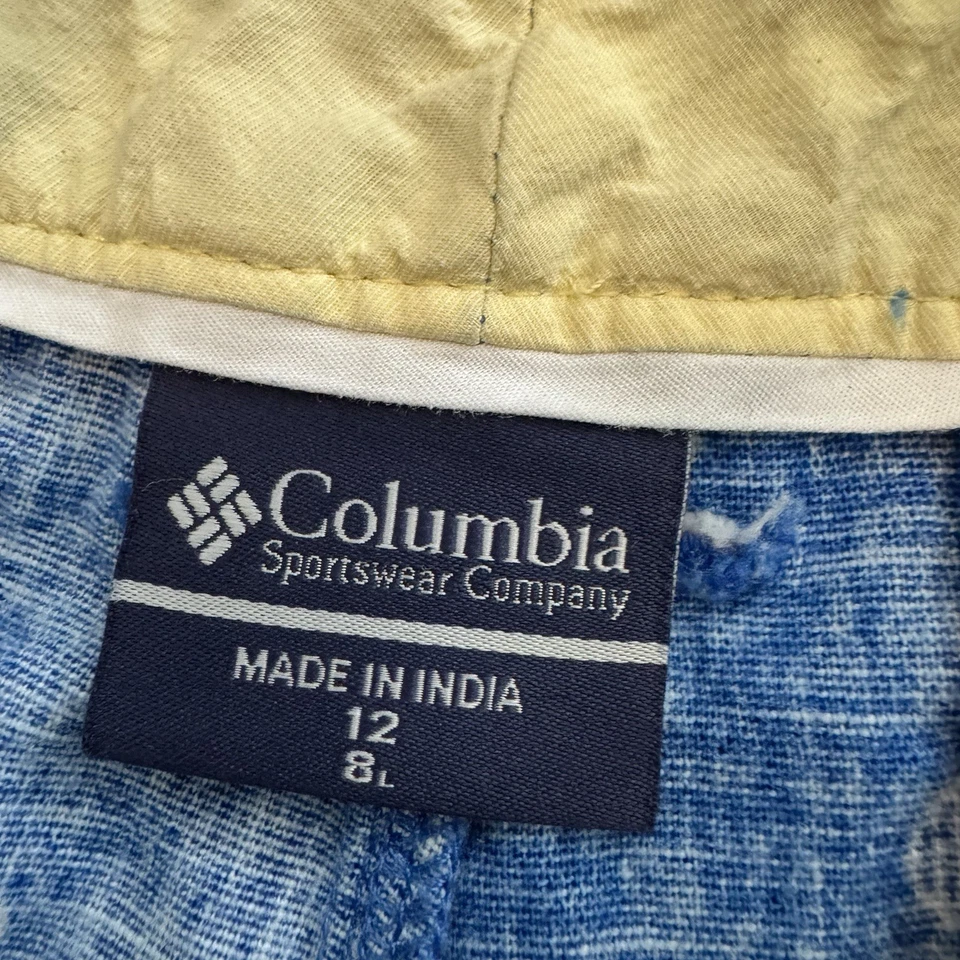 Columbia
Sportswear Company
MADE IN INDIA
12
8L